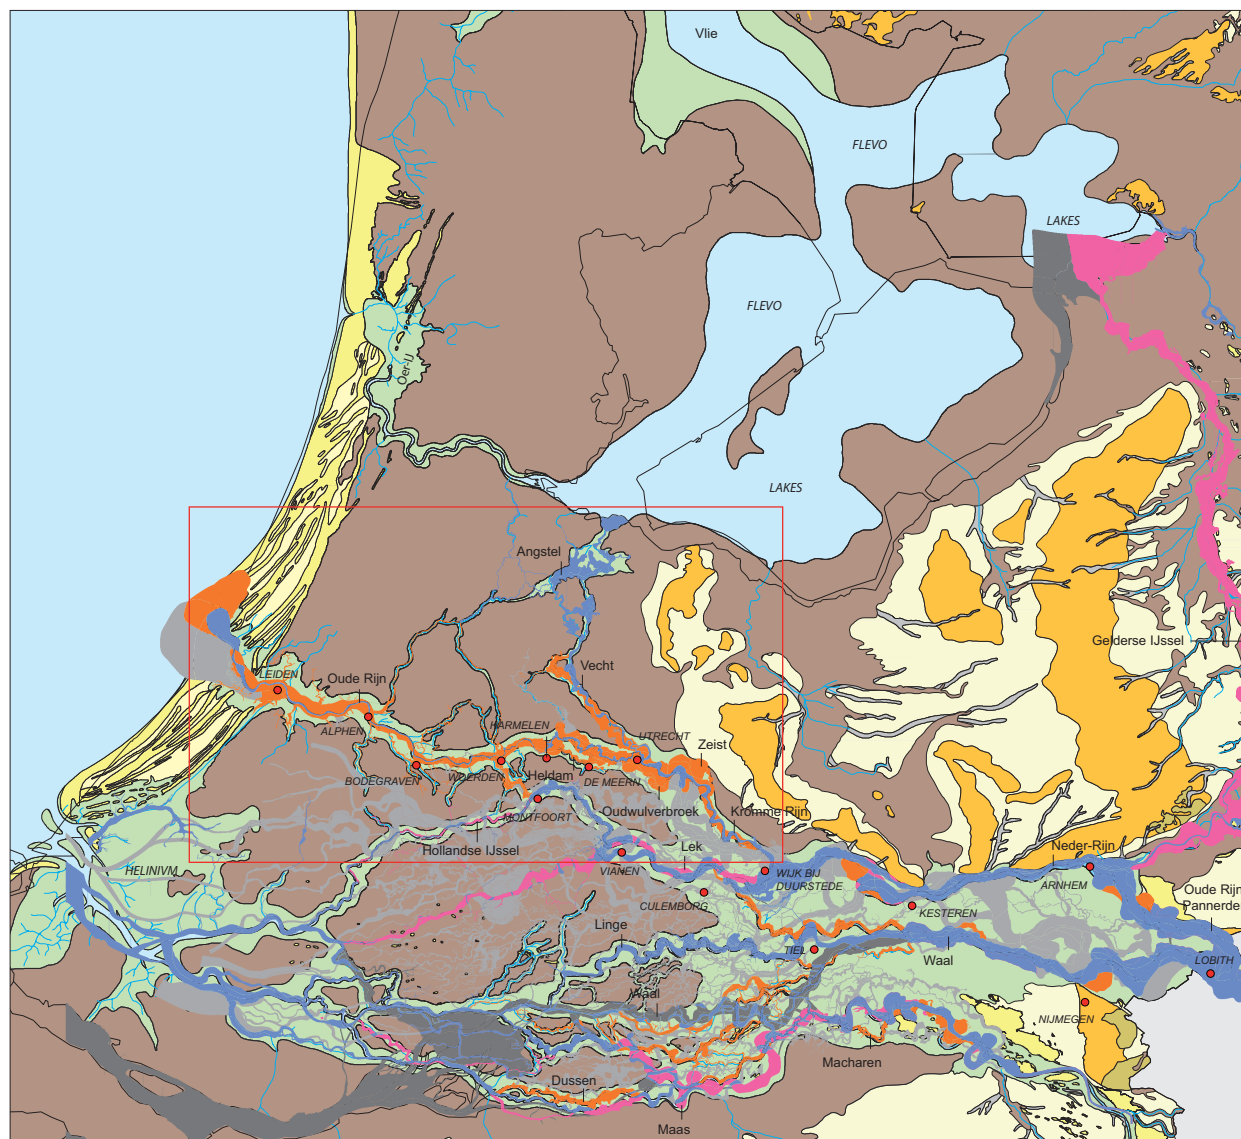 Vlie
FLEVO
LAKES
FLEVO
Oer-IJ
LAKES
Angstel
Gelderse IJssel
Vecht
LEIDEN
Oude Rijn
ALPHEN
HARMELEN
UTRECHT
Zeist
BODEGRAVEN
WOERDEN
Heldam
DE MEERN
MONTFOORT
Oudwulverbroek
Kromme Rijn
Hollandse IJssel
Lek
Neder-Rijn
HELINIVM
VIANEN
WIJK BIJ
DUURSTEDE
ARNHEM
Oude Rijn
Pannerde
CULEMBORG
KESTEREN
Linge
TIEL
Waal
LOBITH
Waal
NIJMEGEN
Macharen
Dussen
Maas